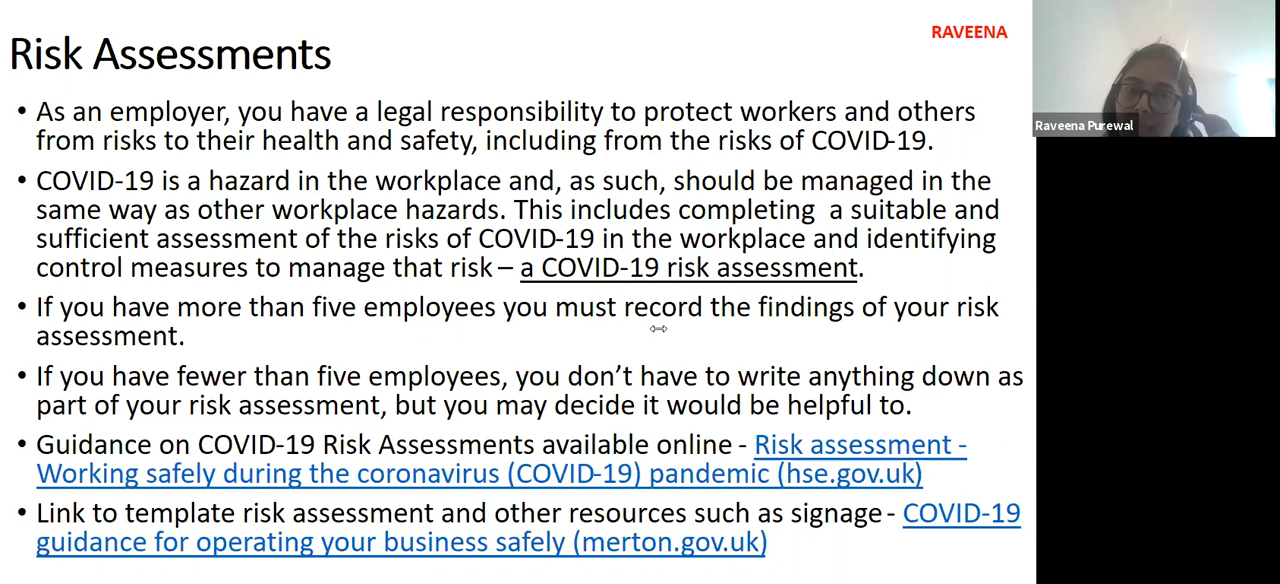 RAVEENA
Risk Assessments
• As an employer, you have a legal responsibility to protect workers and others
from risks to their health and safety, including from the risks of COVID-19.
• COVID-19 is a hazard in the workplace and, as such, should be managed in the
same way as other workplace hazards. This includes completing  a suitable and
sufficient assessment of the risks of COVID-19 in the workplace and identifying
control measures to manage that risk – a COVID-19 risk assessment.
• If you have more than five employees you must record the findings of your risk
assessment.
• If you have fewer than five employees, you don’t have to write anything down as
part of your risk assessment, but you may decide it would be helpful to.
• Guidance on COVID-19 Risk Assessments available online - Risk assessment -
Working safely during the coronavirus (COVID-19) pandemic (hse.gov.uk)
• Link to template risk assessment and other resources such as signage - COVID-19
guidance for operating your business safely (merton.gov.uk)
Raveena Purewal